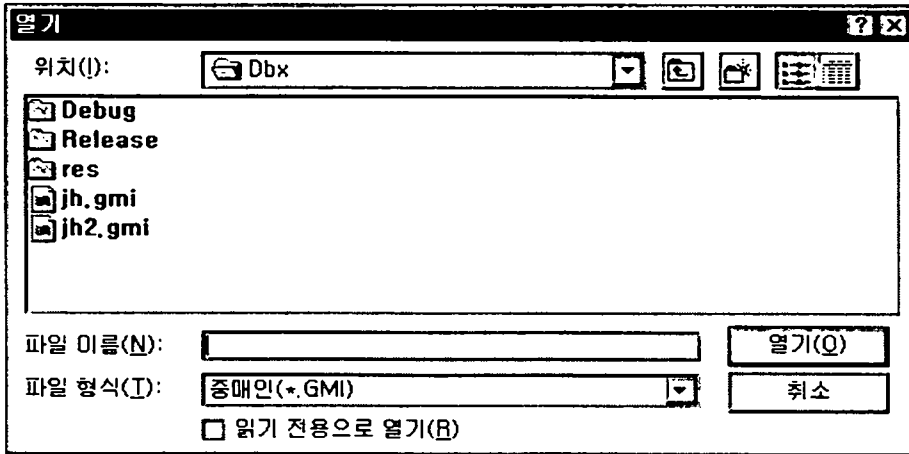 열기
위치(I): Dbx
Debug
Release
res
jh.gmi
jh2.gmi
파일 미름(N): 열기(O)
파일 형식(T): 중매인(*.GMI) 취소
읽기 전용으로 열기(R)